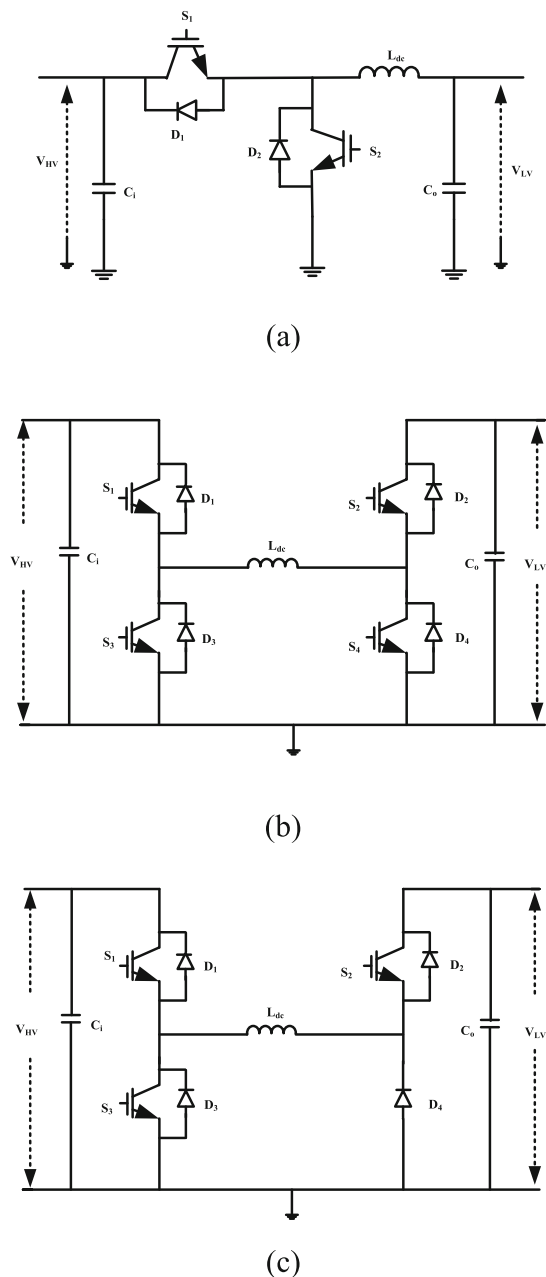 S1
Ldc
D1
D2
S2
VHV
Ci
Co
VLV
(a)
S1
D1
S2
D2
VHV
Ci
Ldc
Co
VLV
S3
D3
S4
D4
(b)
S1
D1
S2
D2
VHV
Ci
Ldc
Co
VLV
S3
D3
D4
(c)